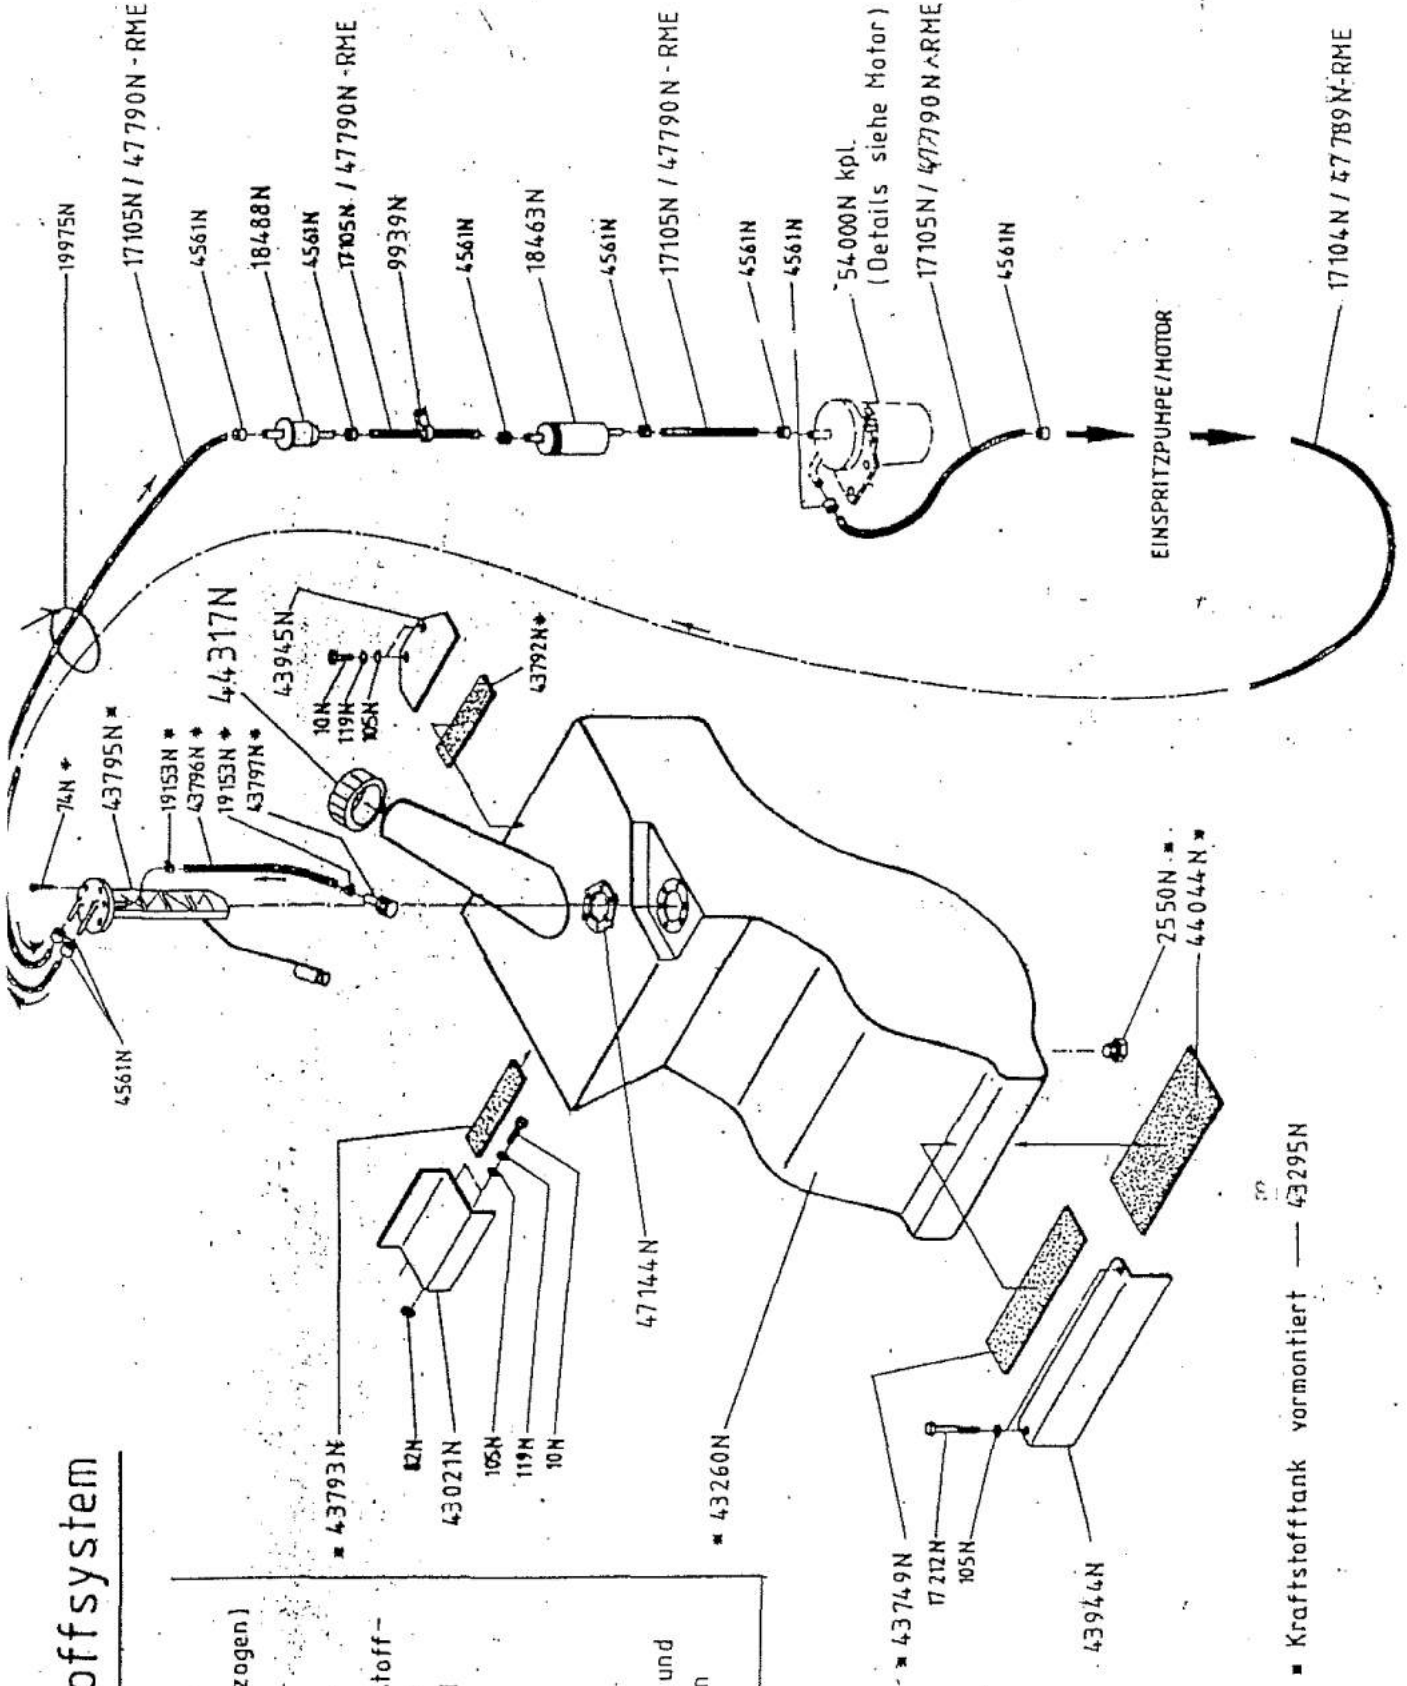 offsystem
zogen)
toff-
und
n
19975N
17105N / 47790N - RME
4561N
18488N
4561N
17105N / 47790N - RME
9939N
4561N
18463N
4561N
17105N / 47790N - RME
4561N
4561N
54000N kpl.
(Details siehe Motor)
17105N / 47790N - RME
4561N
EINSPRITZPUMPE/MOTOR
17104N / 47789N-RME
74N *
43795N *
19153N *
43796N *
19153N *
43797N *
44317N
43945N
10N
119N
105N
43792N *
4561N
* 43793N
82N
43021N
105N
119N
10N
47144N
* 43260N
2550N *
44044N *
* 43749N
17212N
105N
43944N
* Kraftstofftank vormontiert — 43295N